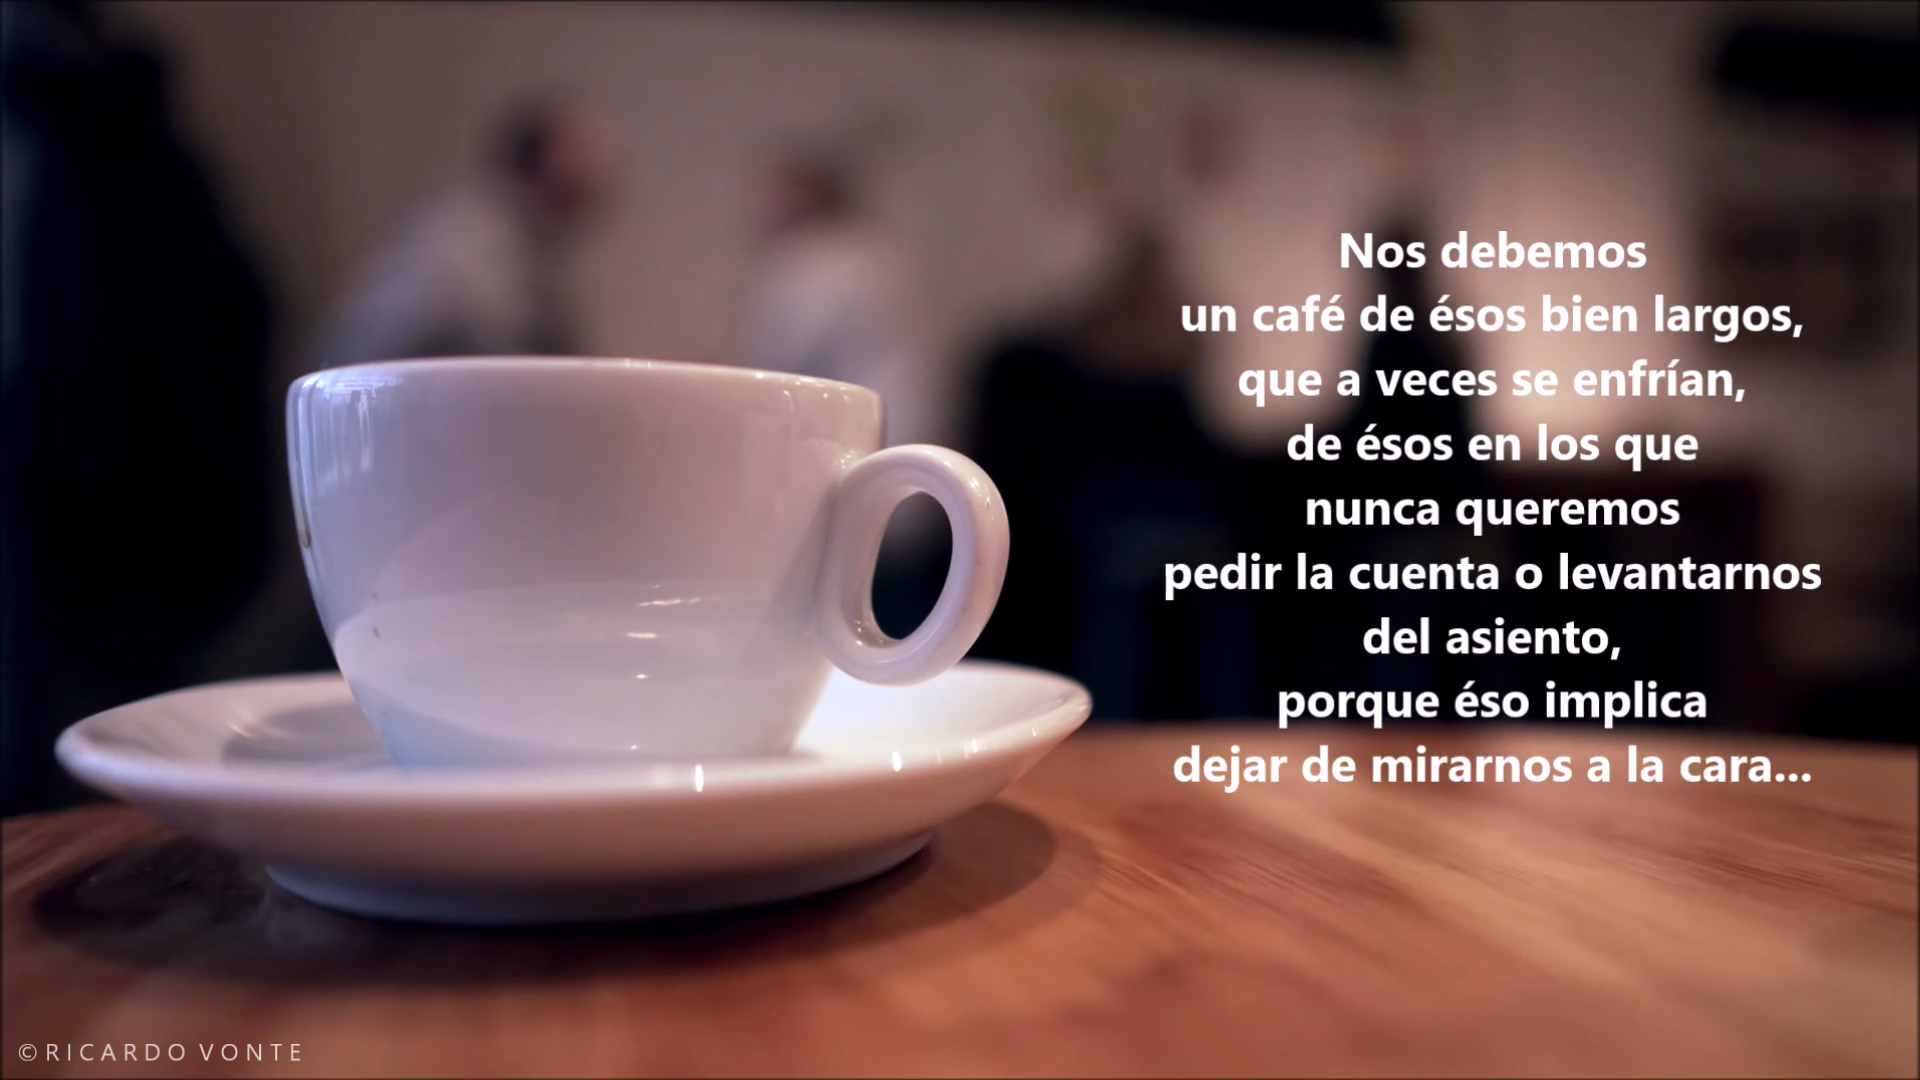 Nos debemos
un café de ésos bien largos,
que a veces se enfrían,
de ésos en los que
nunca queremos
pedir la cuenta o levantarnos
del asiento,
porque éso implica
dejar de mirarnos a la cara...
© RICARDO VONTE